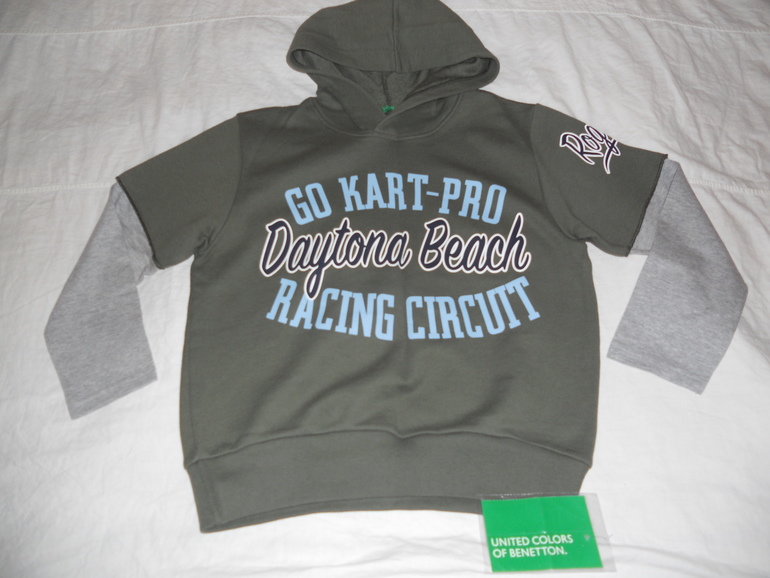 GO KART-PRO
Daytona Beach
RACING CIRCUIT
UNITED COLORS
OF BENETTON.